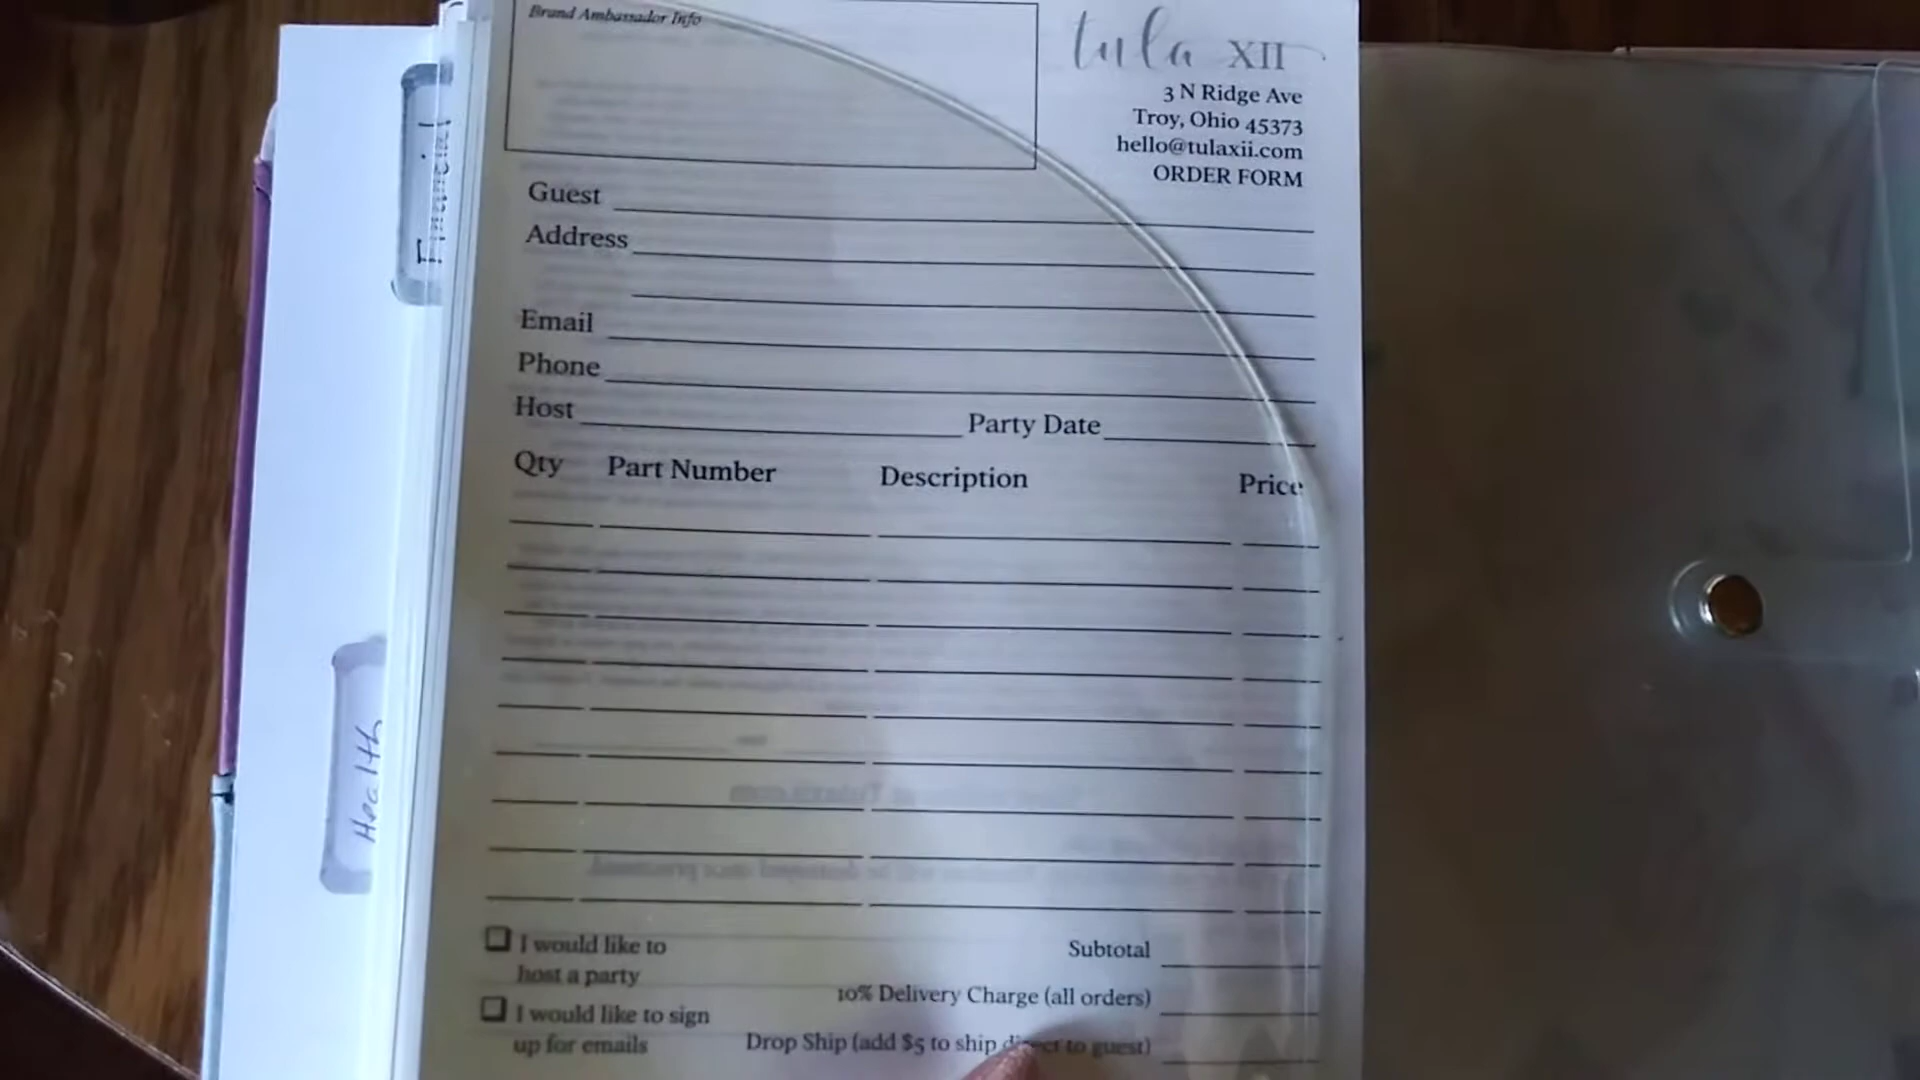 Brand Ambassador Info
tula XII
3 N Ridge Ave
Troy, Ohio 45373
hello@tulaxii.com
ORDER FORM
Guest
Address
Email
Phone
Host Party Date
Qty Part Number Description Price
I would like to
host a party
I would like to sign
up for emails
Subtotal
10% Delivery Charge (all orders)
Drop Ship (add $5 to ship direct to guest)
Financial
Health